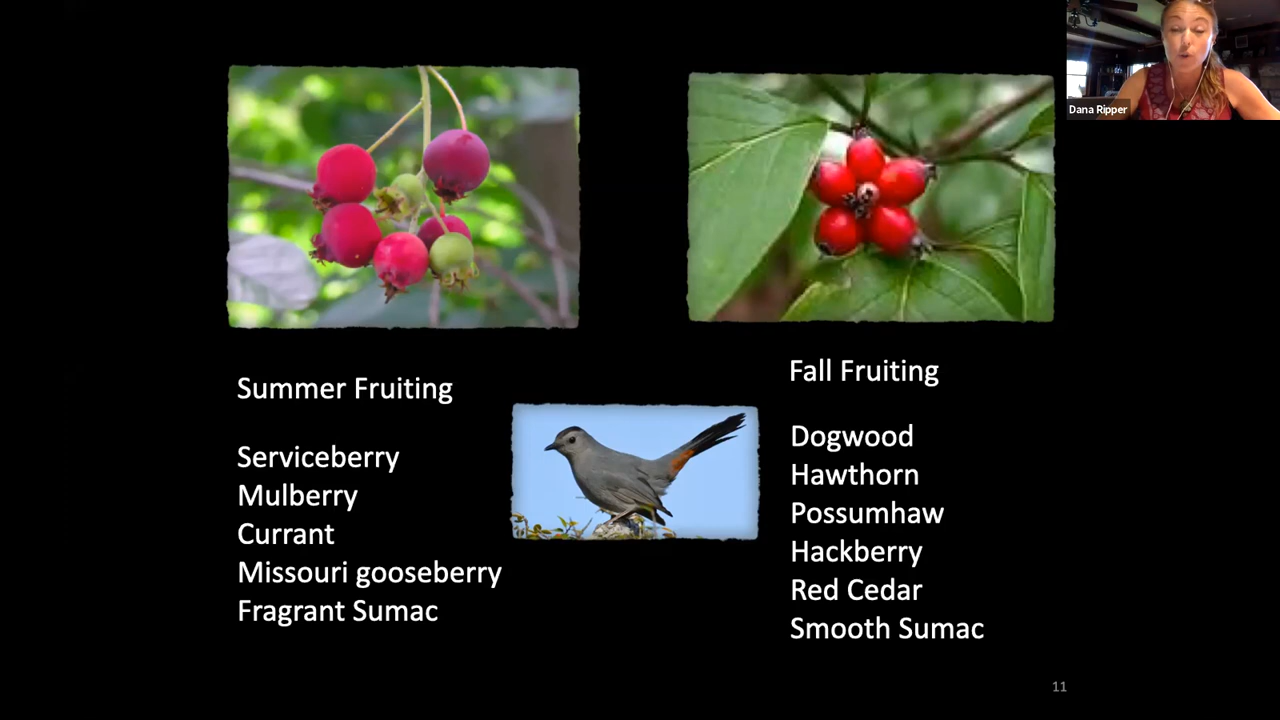 Dana Ripper
Summer Fruiting
Serviceberry
Mulberry
Currant
Missouri gooseberry
Fragrant Sumac
Fall Fruiting
Dogwood
Hawthorn
Possumhaw
Hackberry
Red Cedar
Smooth Sumac
11